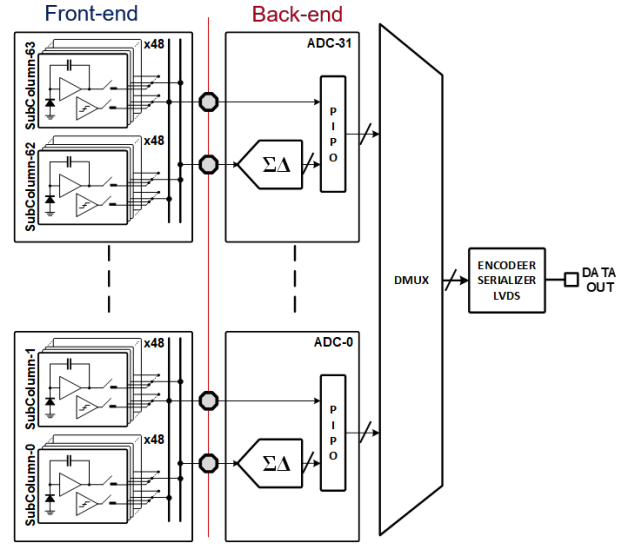 Front-end
Back-end
SubColumn-63
x48
ADC-31
SubColumn-62
x48
ΣΔ
P
I
P
O
DMUX
ENCODEER
SERIALIZER
LVDS
DATA
OUT
SubColumn-1
x48
ADC-0
SubColumn-0
x48
ΣΔ
P
I
P
O